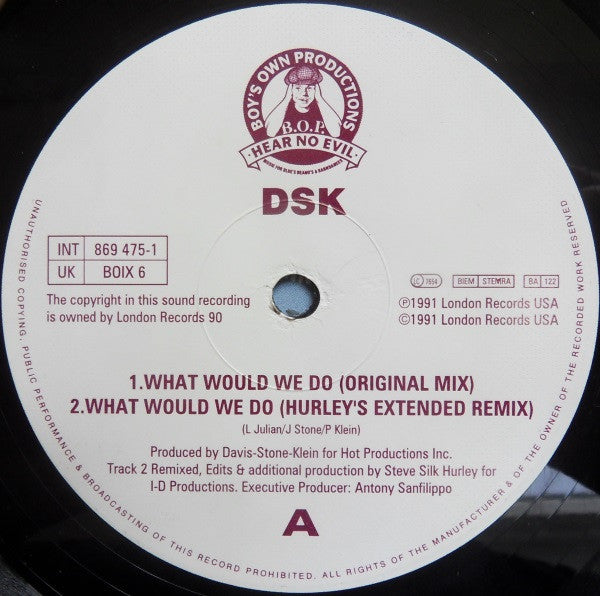 BOY'S OWN PRODUCTIONS
B.O.P.
HEAR NO EVIL
DSK
INT 869 475-1
UK BOIX 6
The copyright in this sound recording
is owned by London Records 90
LC 7654 BIEM STEMRA BA 122
℗1991 London Records USA
©1991 London Records USA
1.WHAT WOULD WE DO (ORIGINAL MIX)
2.WHAT WOULD WE DO (HURLEY'S EXTENDED REMIX)
(L Julian/J Stone/P Klein)
Produced by Davis-Stone-Klein for Hot Productions Inc.
Track 2 Remixed, Edits & additional production by Steve Silk Hurley for
I-D Productions. Executive Producer: Antony Sanfilippo
A
UNAUTHORISED COPYING, PUBLIC PERFORMANCE & BROADCASTING OF THIS RECORD PROHIBITED. ALL RIGHTS OF THE MANUFACTURER & OF THE OWNER OF THE RECORDED WORK RESERVED